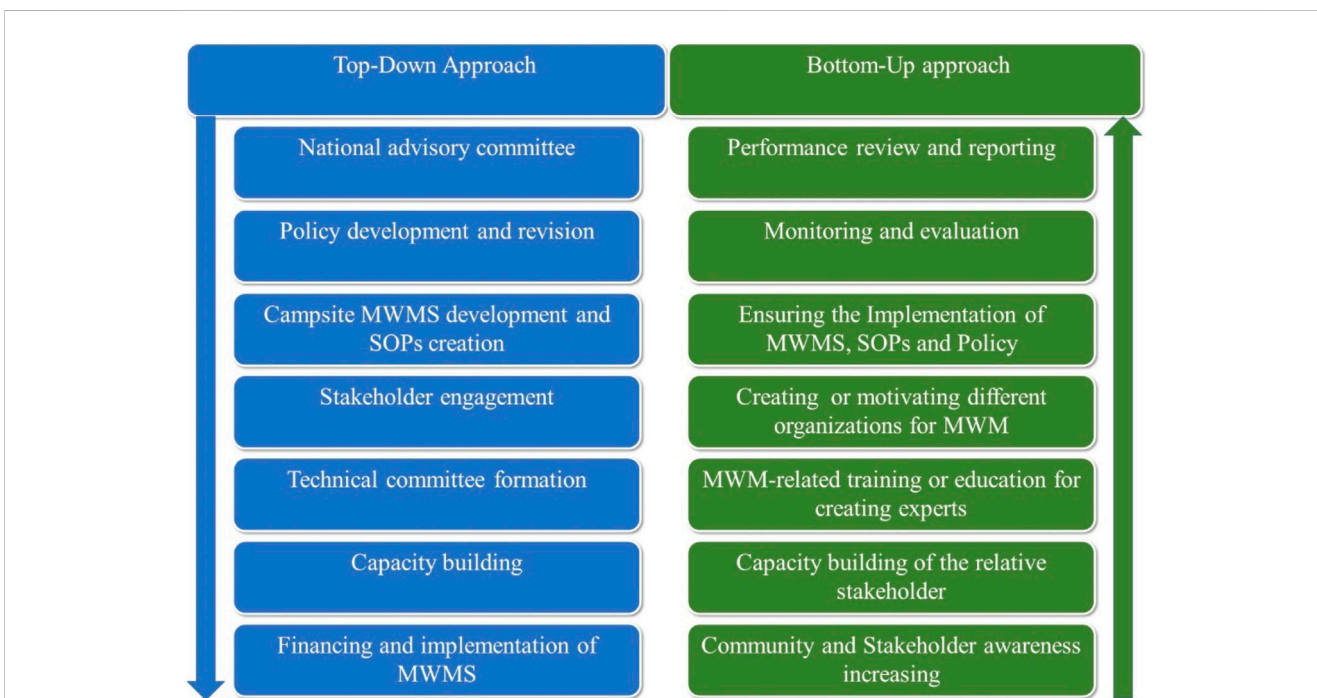 Top-Down Approach
Bottom-Up approach
National advisory committee
Performance review and reporting
Policy development and revision
Monitoring and evaluation
Campsite MWMS development and
SOPs creation
Ensuring the Implementation of
MWMS, SOPs and Policy
Stakeholder engagement
Creating or motivating different
organizations for MWM
Technical committee formation
MWM-related training or education for
creating experts
Capacity building
Capacity building of the relative
stakeholder
Financing and implementation of
MWMS
Community and Stakeholder awareness
increasing